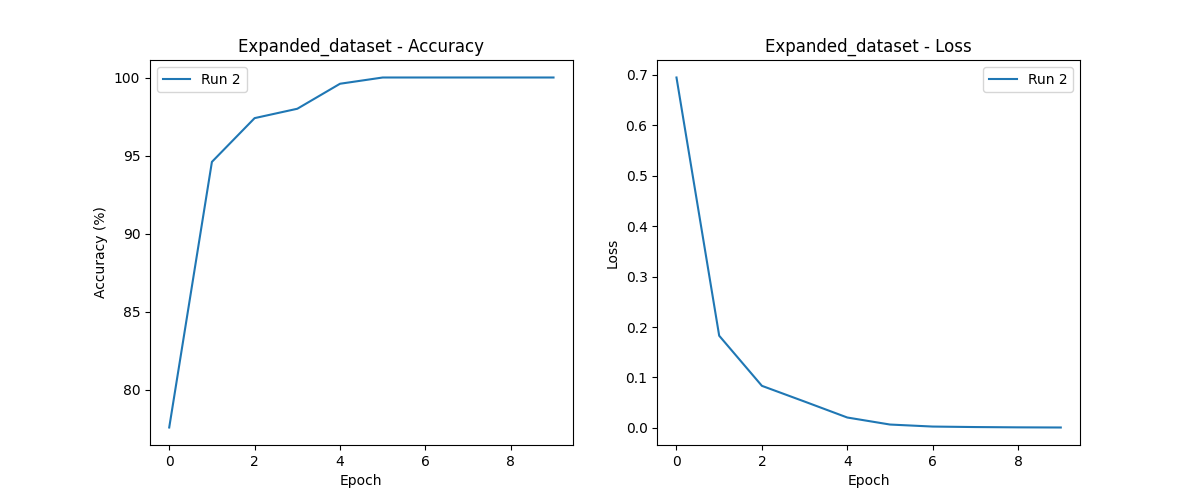 Expanded_dataset - Accuracy
Run 2
100
95
90
85
80
Accuracy (%)
0 2 4 6 8
Epoch
Expanded_dataset - Loss
Run 2
0.7
0.6
0.5
0.4
0.3
0.2
0.1
0.0
Loss
0 2 4 6 8
Epoch